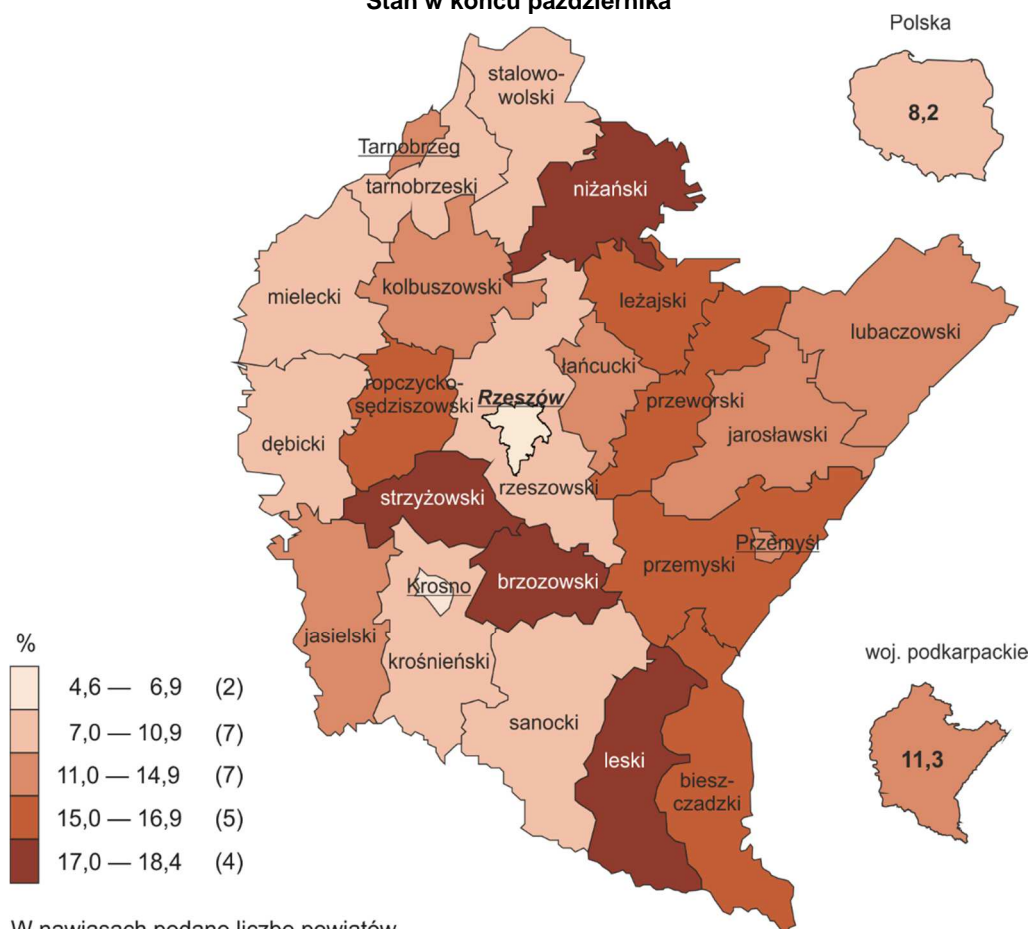 Stan w końcu października
Polska
8,2
stalowo-
wolski
Tarnobrzeg
tarnobrzeski
niżański
mielecki
kolbuszowski
leżajski
lubaczowski
łańcucki
ropczycko-
sędziszowski
Rzeszów
przeworski
jarosławski
dębicki
rzeszowski
strzyżowski
Przemyśl
przemyski
brzozowski
Krosno
jasielski
krośnieński
sanocki
leski
biesz-
czadzki
woj. podkarpackie
11,3
%
4,6 — 6,9 (2)
7,0 — 10,9 (7)
11,0 — 14,9 (7)
15,0 — 16,9 (5)
17,0 — 18,4 (4)
W nawiasach podano liczbę powiatów